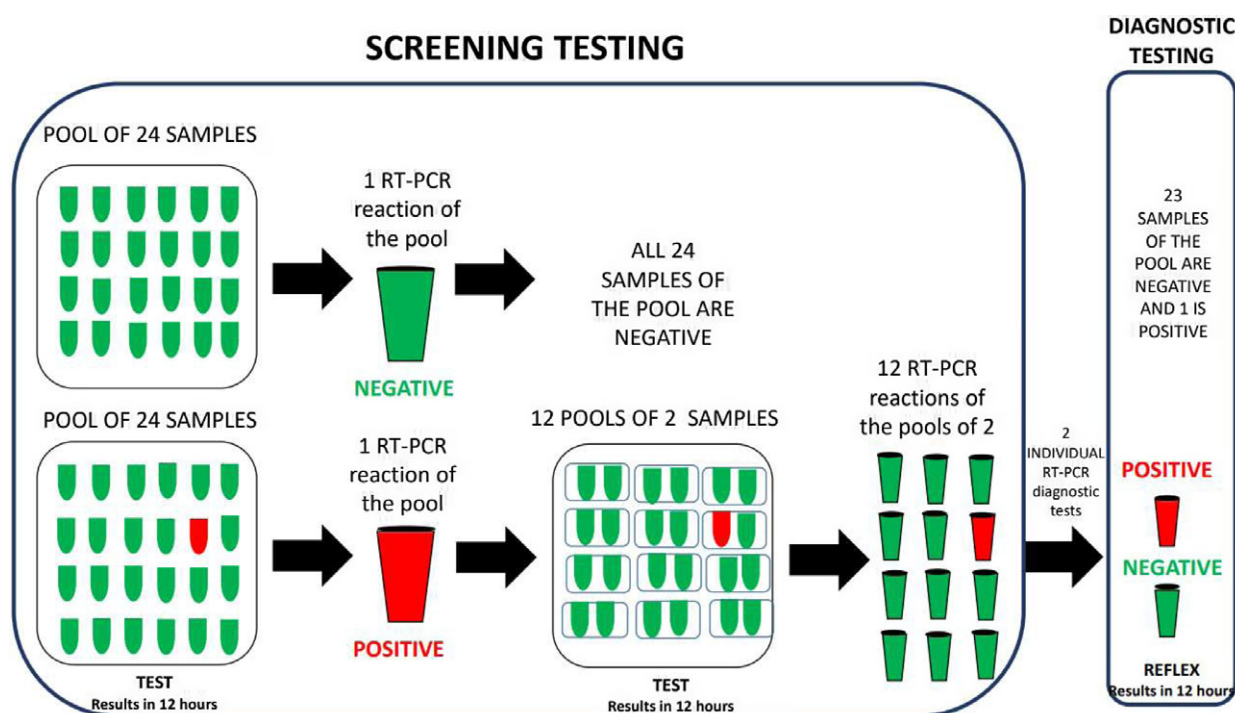 SCREENING TESTING
POOL OF 24 SAMPLES
1 RT-PCR
reaction of
the pool
NEGATIVE
ALL 24
SAMPLES OF
THE POOL ARE
NEGATIVE
POOL OF 24 SAMPLES
TEST
Results in 12 hours
1 RT-PCR
reaction of
the pool
POSITIVE
12 POOLS OF 2 SAMPLES
TEST
Results in 12 hours
12 RT-PCR
reactions of
the pools of 2
2
INDIVIDUAL
RT-PCR
diagnostic
tests
DIAGNOSTIC
TESTING
23
SAMPLES
OF THE
POOL ARE
NEGATIVE
AND 1 IS
POSITIVE
POSITIVE
NEGATIVE
REFLEX
Results in 12 hours